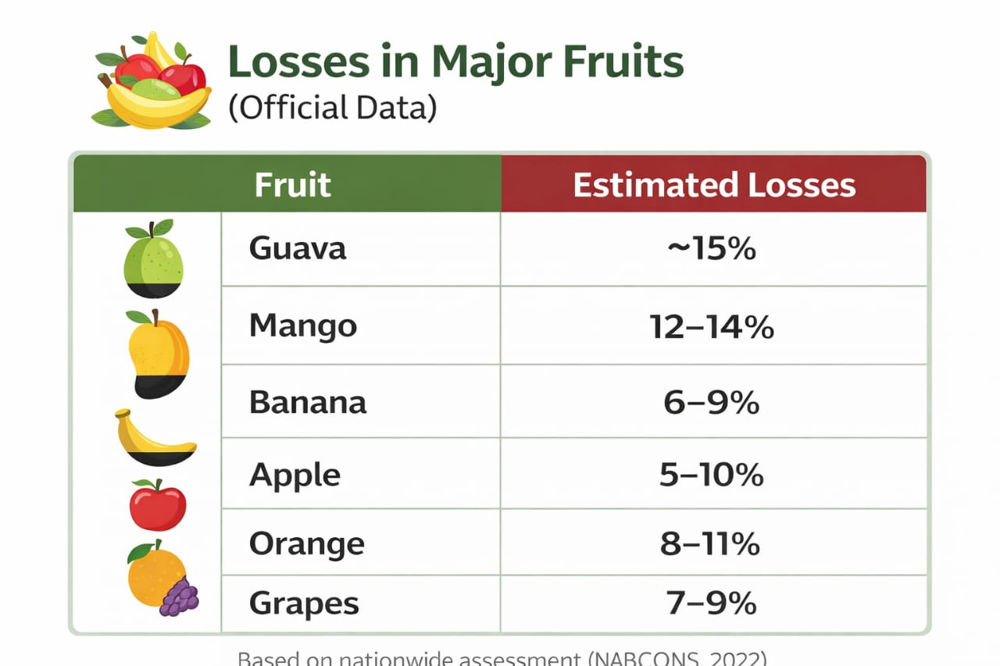 Losses in Major Fruits
(Official Data)
Fruit Estimated Losses
Guava ~15%
Mango 12–14%
Banana 6–9%
Apple 5–10%
Orange 8–11%
Grapes 7–9%
Based on nationwide assessment (NABCONS, 2022)